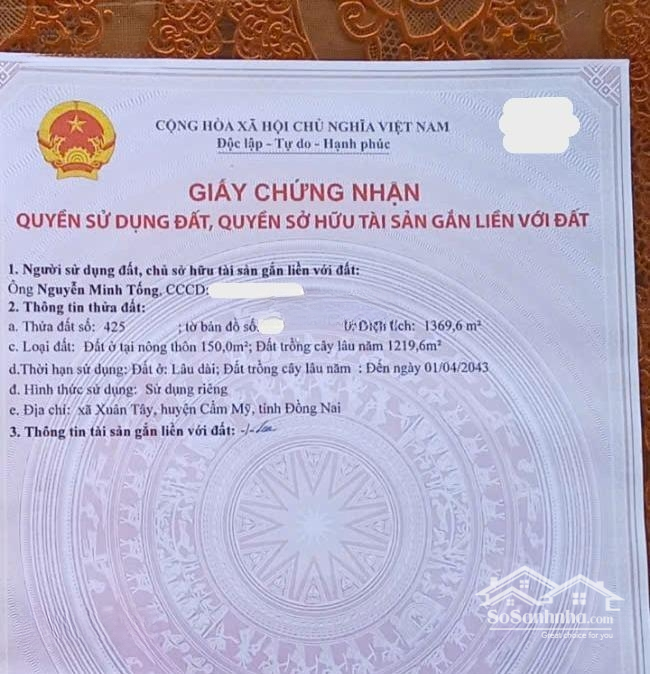 CỘNG HÒA XÃ HỘI CHỦ NGHĨA VIỆT NAM
Độc lập - Tự do - Hạnh phúc
GIẤY CHỨNG NHẬN
QUYỀN SỬ DỤNG ĐẤT, QUYỀN SỞ HỮU TÀI SẢN GẮN LIỀN VỚI ĐẤT
1. Người sử dụng đất, chủ sở hữu tài sản gắn liền với đất:
Ông Nguyễn Minh Tống, CCCD:
2. Thông tin thửa đất:
a. Thửa đất số: 425 ; tờ bản đồ số: b. Diện tích: 1369,6 m²
c. Loại đất: Đất ở tại nông thôn 150,0m²; Đất trồng cây lâu năm 1219,6m²
d.Thời hạn sử dụng: Đất ở: Lâu dài; Đất trồng cây lâu năm : Đến ngày 01/04/2043
đ. Hình thức sử dụng: Sử dụng riêng
e. Địa chỉ: xã Xuân Tây, huyện Cẩm Mỹ, tỉnh Đồng Nai
3. Thông tin tài sản gắn liền với đất: -/-
SoSanhnha.com
Great choice for you